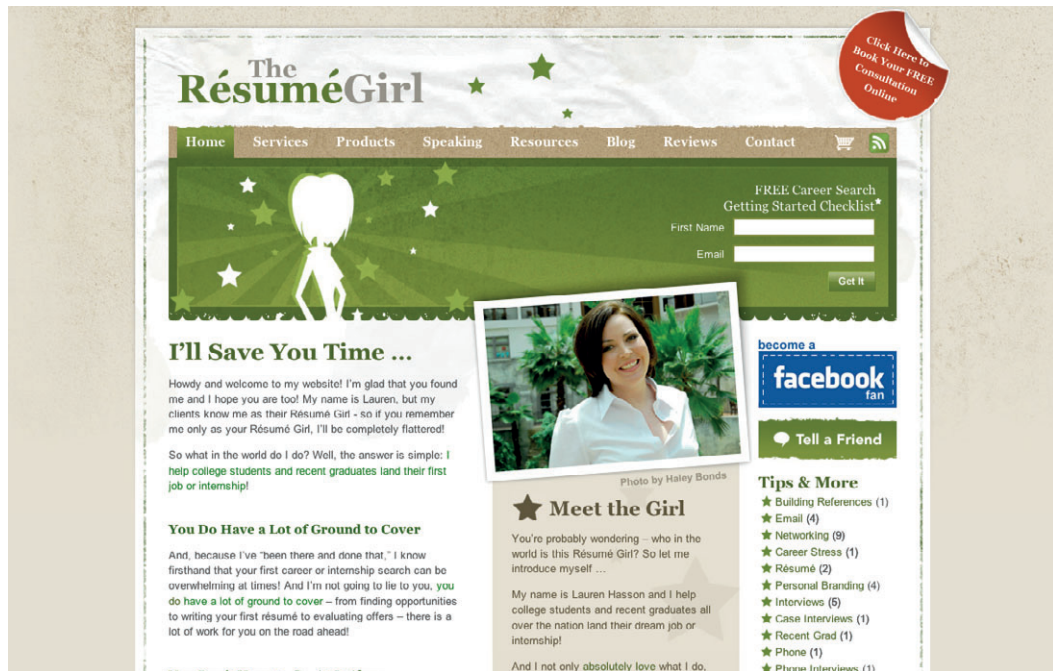 The
RésuméGirl
Click Here to
Book Your FREE
Consultation
Online
Home Services Products Speaking Resources Blog Reviews Contact
FREE Career Search
Getting Started Checklist
First Name
Email
Get It
I'll Save You Time ...
Howdy and welcome to my website! I'm glad that you found
me and I hope you are too! My name is Lauren, but my
clients know me as their Résumé Girl - so if you remember
me only as your Résumé Girl, I'll be completely flattered!
So what in the world do I do? Well, the answer is simple: I
help college students and recent graduates land their first
job or internship!
You Do Have a Lot of Ground to Cover
And, because I've "been there and done that," I know
firsthand that your first career or internship search can be
overwhelming at times! And I'm not going to lie to you, you
do have a lot of ground to cover – from finding opportunities
to writing your first résumé to evaluating offers – there is a
lot of work for you on the road ahead!
Photo by Haley Bonds
Meet the Girl
You're probably wondering – who in the
world is this Résumé Girl? So let me
introduce myself ...
My name is Lauren Hasson and I help
college students and recent graduates all
over the nation land their dream job or
internship!
And I not only absolutely love what I do,
become a
facebook
fan
Tell a Friend
Tips & More
Building References (1)
Email (4)
Networking (9)
Career Stress (1)
Résumé (2)
Personal Branding (4)
Interviews (5)
Case Interviews (1)
Recent Grad (1)
Phone (1)
Phone Interviews (1)